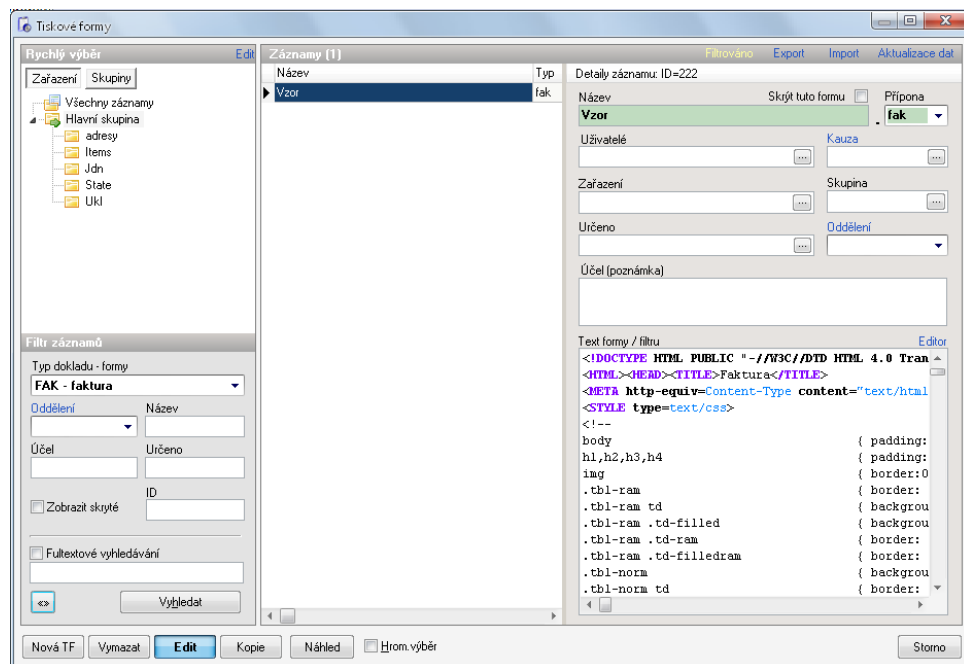 Tiskové formy
Rychlý výběr
Edit
Zařazení
Skupiny
Všechny záznamy
Hlavní skupina
adresy
Items
Jdn
State
Ukl
Filtr záznamů
Typ dokladu - formy
FAK - faktura
Oddělení
Název
Účel
Určeno
Zobrazit skryté
ID
Fultextové vyhledávání
«»
Vyhledat
Záznamy (1)
Filtrováno
Export
Import
Aktualizace dat
Název
Typ
Vzor
fak
Detaily záznamu: ID=222
Název
Skrýt tuto formu
Přípona
Vzor
.
fak
Uživatelé
...
Kauza
...
Zařazení
...
Skupina
...
Určeno
...
Oddělení
Účel (poznámka)
Text formy / filtru
Editor
<!DOCTYPE HTML PUBLIC "-//W3C//DTD HTML 4.0 Tran
<HTML><HEAD><TITLE>Faktura</TITLE>
<META http-equiv=Content-Type content="text/html
<STYLE type=text/css>
<!--
body { padding:
h1,h2,h3,h4 { padding:
img { border:0
.tbl-ram { border:
.tbl-ram td { backgrou
.tbl-ram .td-filled { backgrou
.tbl-ram .td-ram { border:
.tbl-ram .td-filledram { border:
.tbl-norm { backgrou
.tbl-norm td { border:
Nová TF
Vymazat
Edit
Kopie
Náhled
Hrom.výběr
Storno